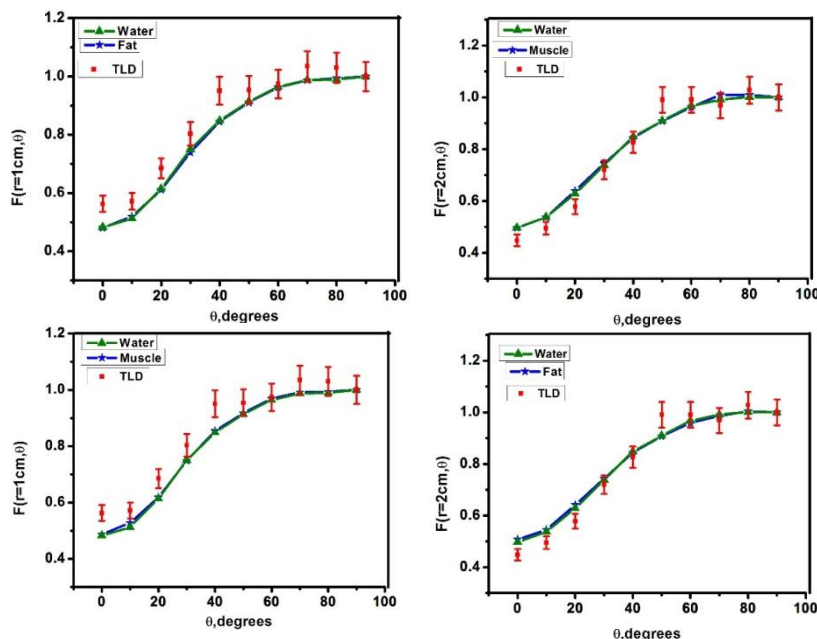 Water
Fat
TLD
F(r=1cm,θ)
1.2
1.0
0.8
0.6
0.4
0 20 40 60 80 100
θ,degrees
Water
Muscle
TLD
F(r=2cm,θ)
1.2
1.0
0.8
0.6
0.4
0 20 40 60 80 100
θ,degrees
Water
Muscle
TLD
F(r=1cm,θ)
1.2
1.0
0.8
0.6
0.4
0 20 40 60 80 100
θ,degrees
Water
Fat
TLD
F(r=2cm,θ)
1.2
1.0
0.8
0.6
0.4
0 20 40 60 80 100
θ,degrees